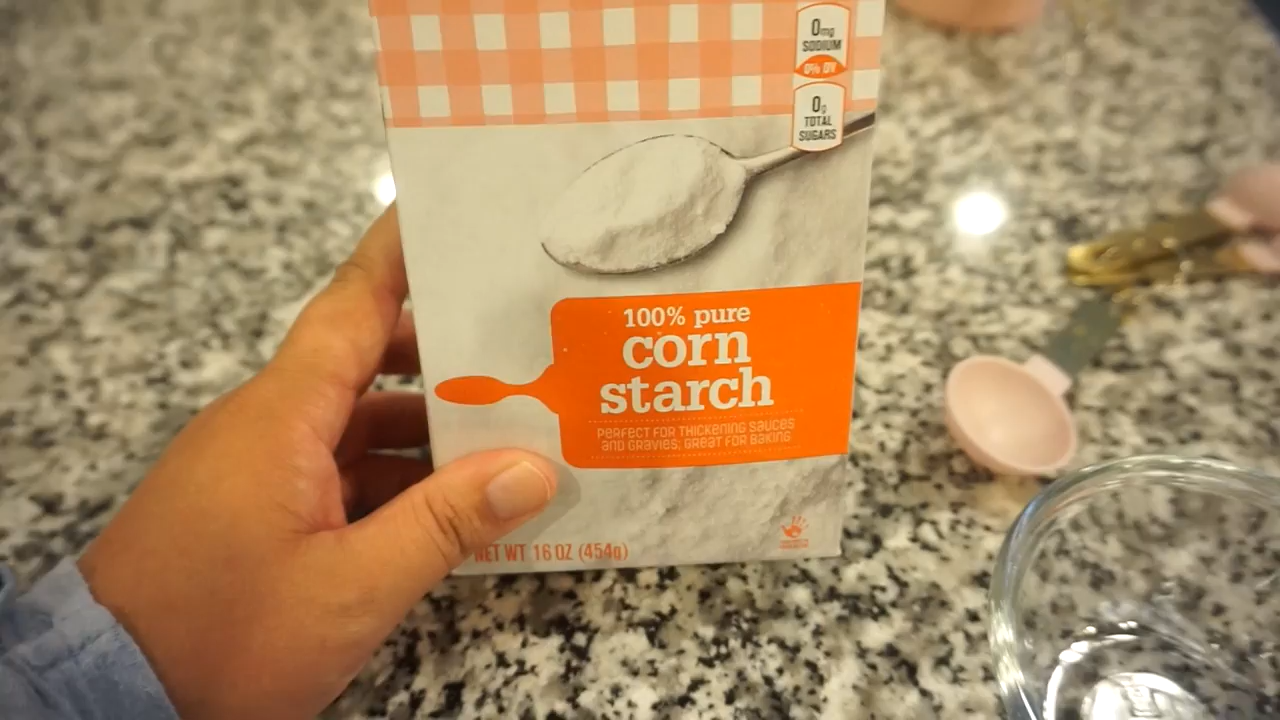 0mg
SODIUM
0% DV
0g
TOTAL
SUGARS
100% pure
corn
starch
PERFECT FOR THICKENING SAUCES
AND GRAVIES; GREAT FOR BAKING
NET WT 16 OZ (454g)